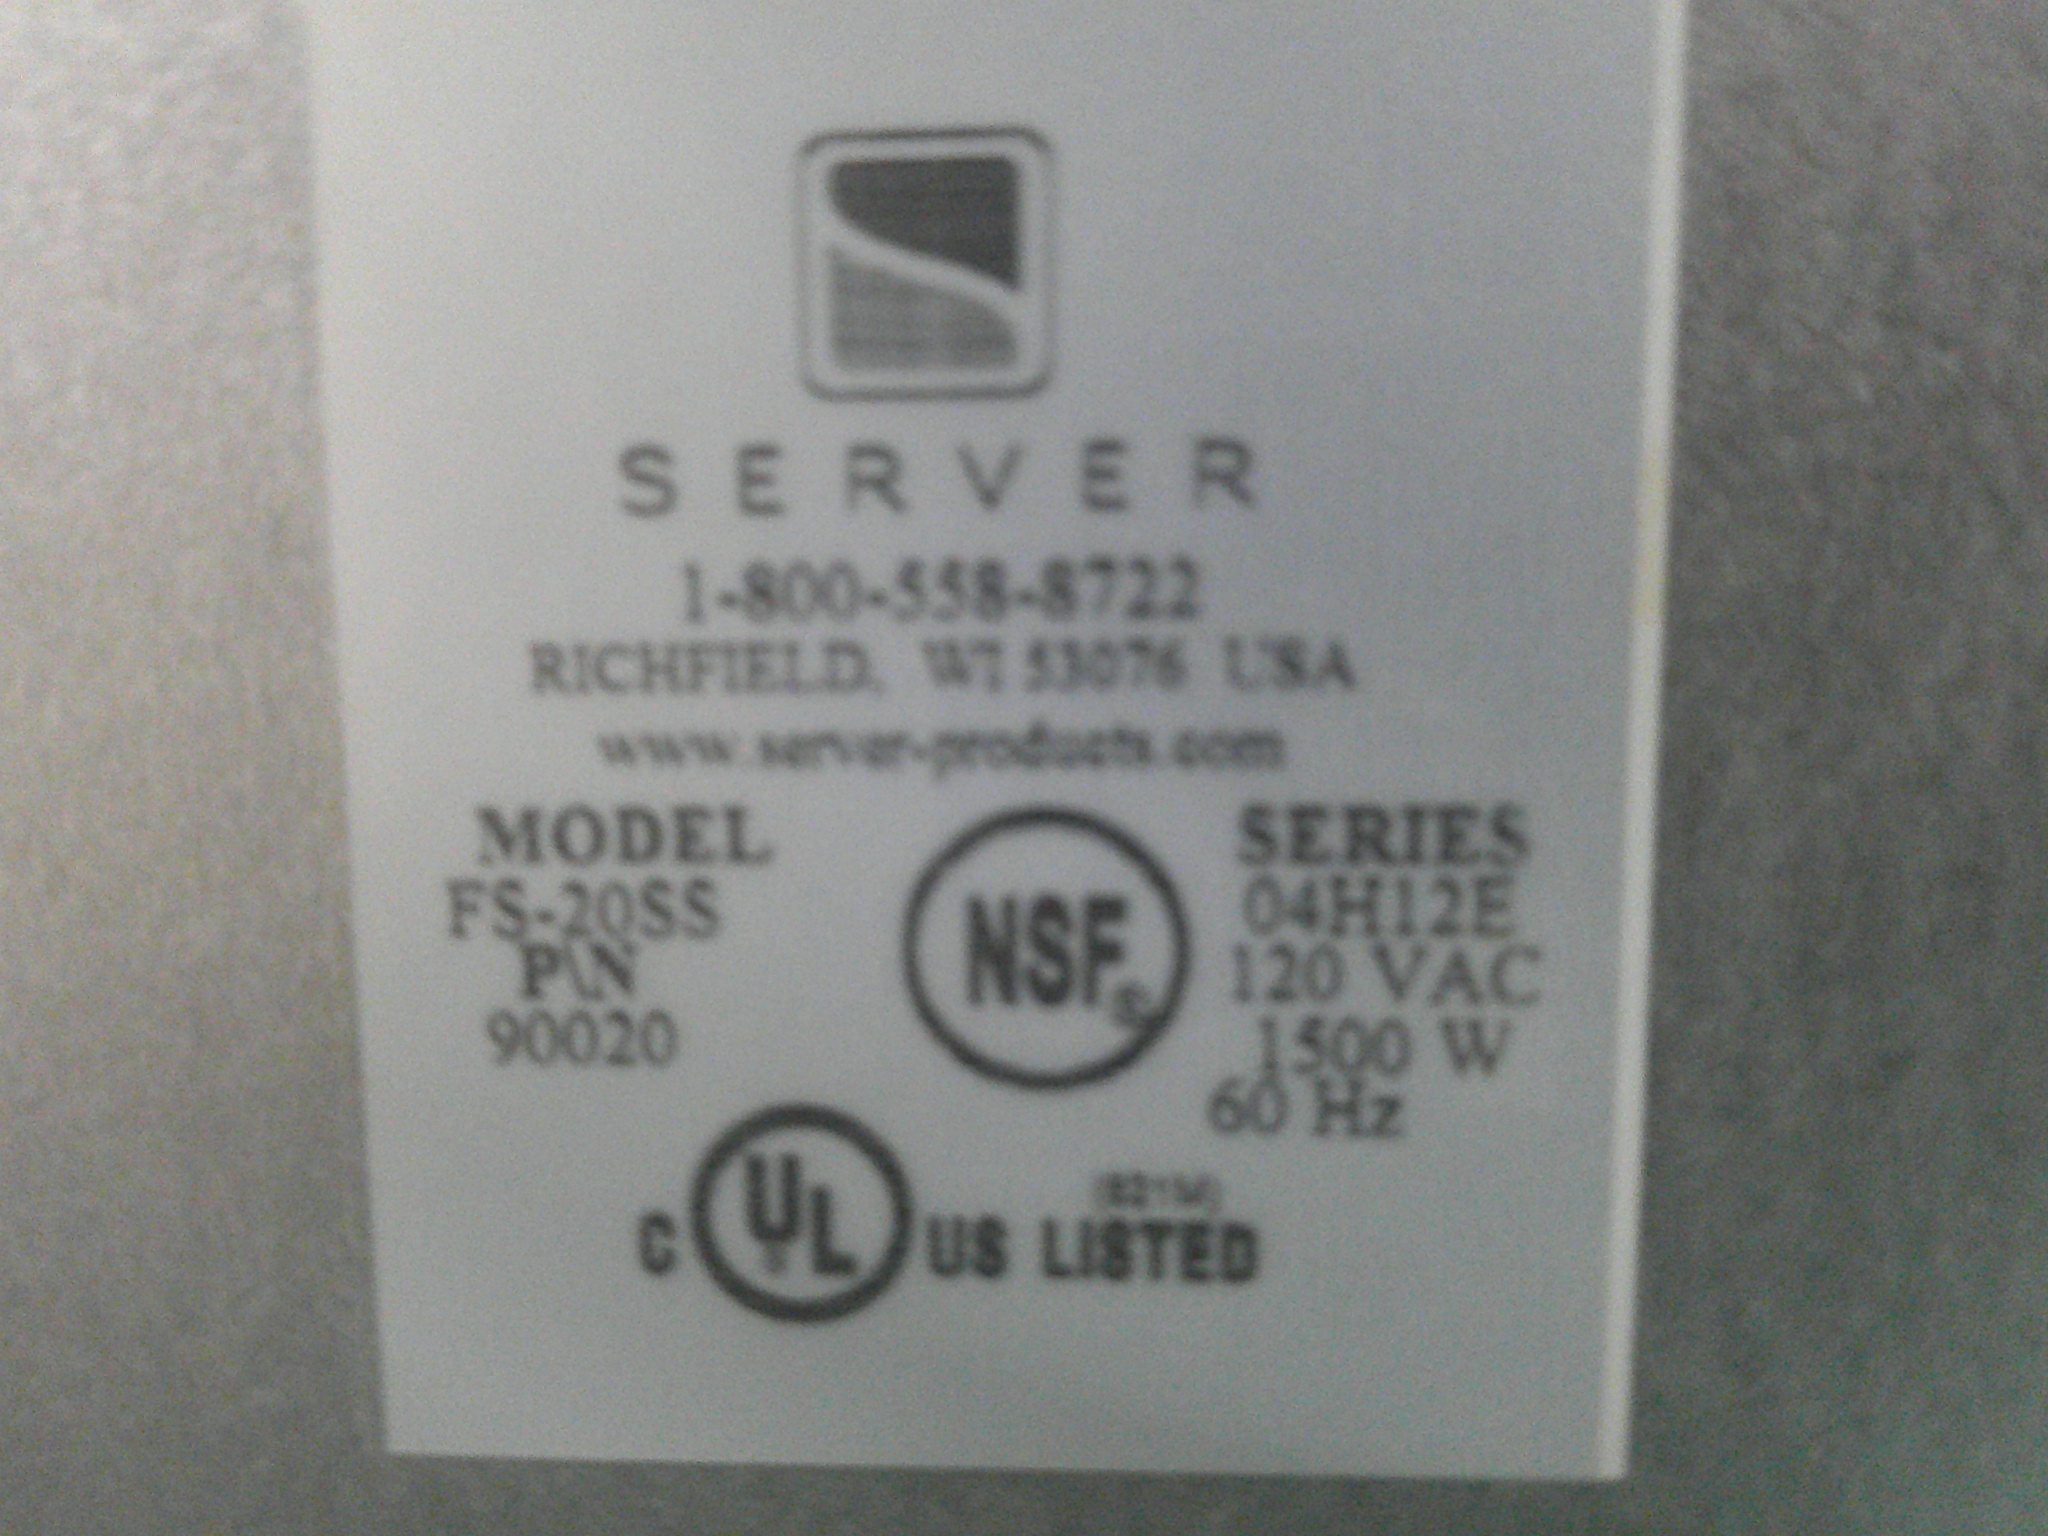 SERVER
1-800-558-8722
RICHFIELD, WI 53076 USA
www.server-products.com
MODEL
FS-20SS
P\N
90020
NSF®
SERIES
04H12E
120 VAC
1500 W
60 Hz
C UL US LISTED